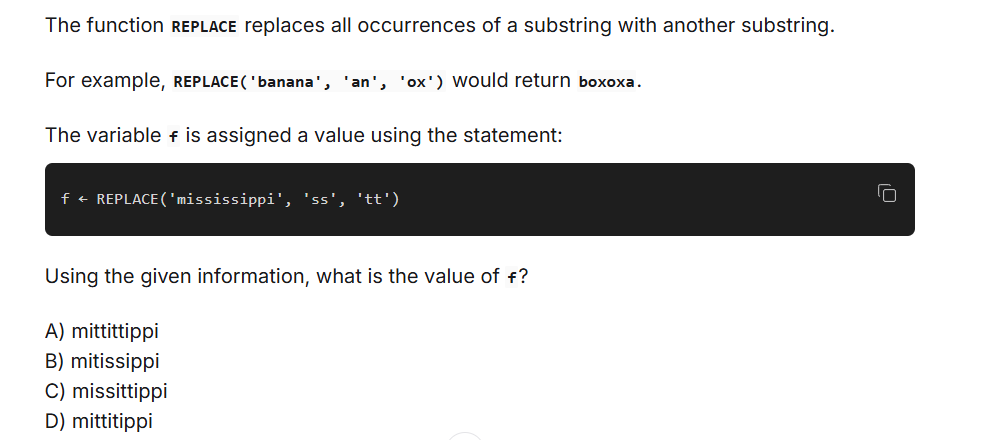 The function REPLACE replaces all occurrences of a substring with another substring.
For example, REPLACE('banana', 'an', 'ox') would return boxoxa.
The variable f is assigned a value using the statement:
f ← REPLACE('mississippi', 'ss', 'tt')
Using the given information, what is the value of f?
A) mittittippi
B) mitissippi
C) missittippi
D) mittitippi